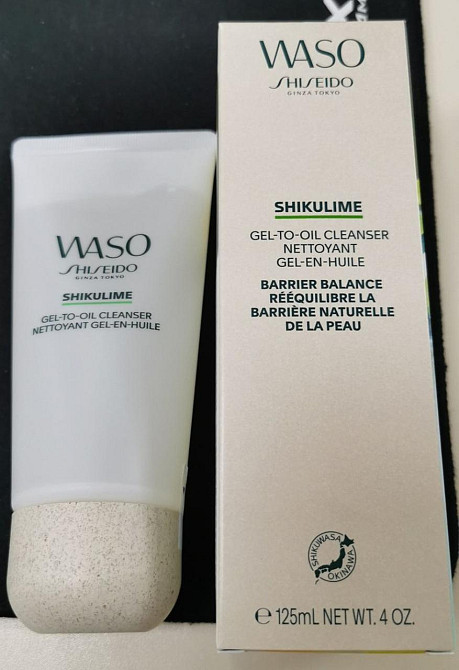 WASO
SHISEIDO
GINZA TOKYO
SHIKULIME
GEL-TO-OIL CLEANSER
NETTOYANT GEL-EN-HUILE
WASO
SHISEIDO
GINZA TOKYO
SHIKULIME
GEL-TO-OIL CLEANSER
NETTOYANT
GEL-EN-HUILE
BARRIER BALANCE
RÉÉQUILIBRE LA
BARRIÈRE NATURELLE
DE LA PEAU
SHIKUWASA
OKINAWA
℮ 125mL NET WT. 4 OZ.